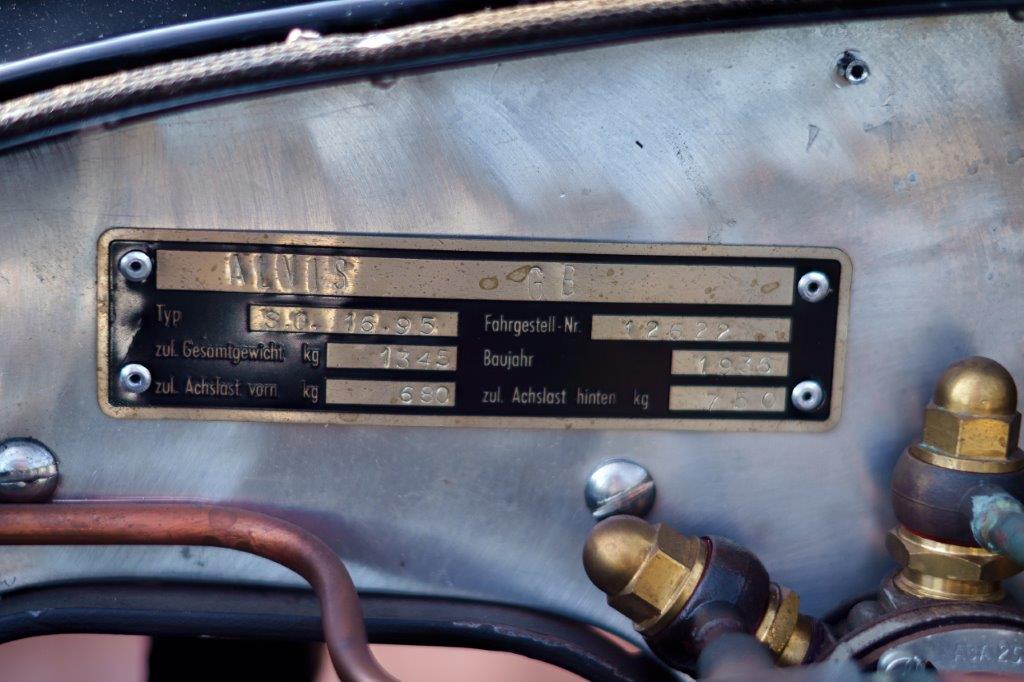 ALVIS GB
Typ S.C. 16.95 Fahrgestell-Nr. 12622
zul. Gesamtgewicht kg 1345 Baujahr 1936
zul. Achslast vorn kg 680 zul. Achslast hinten kg 750